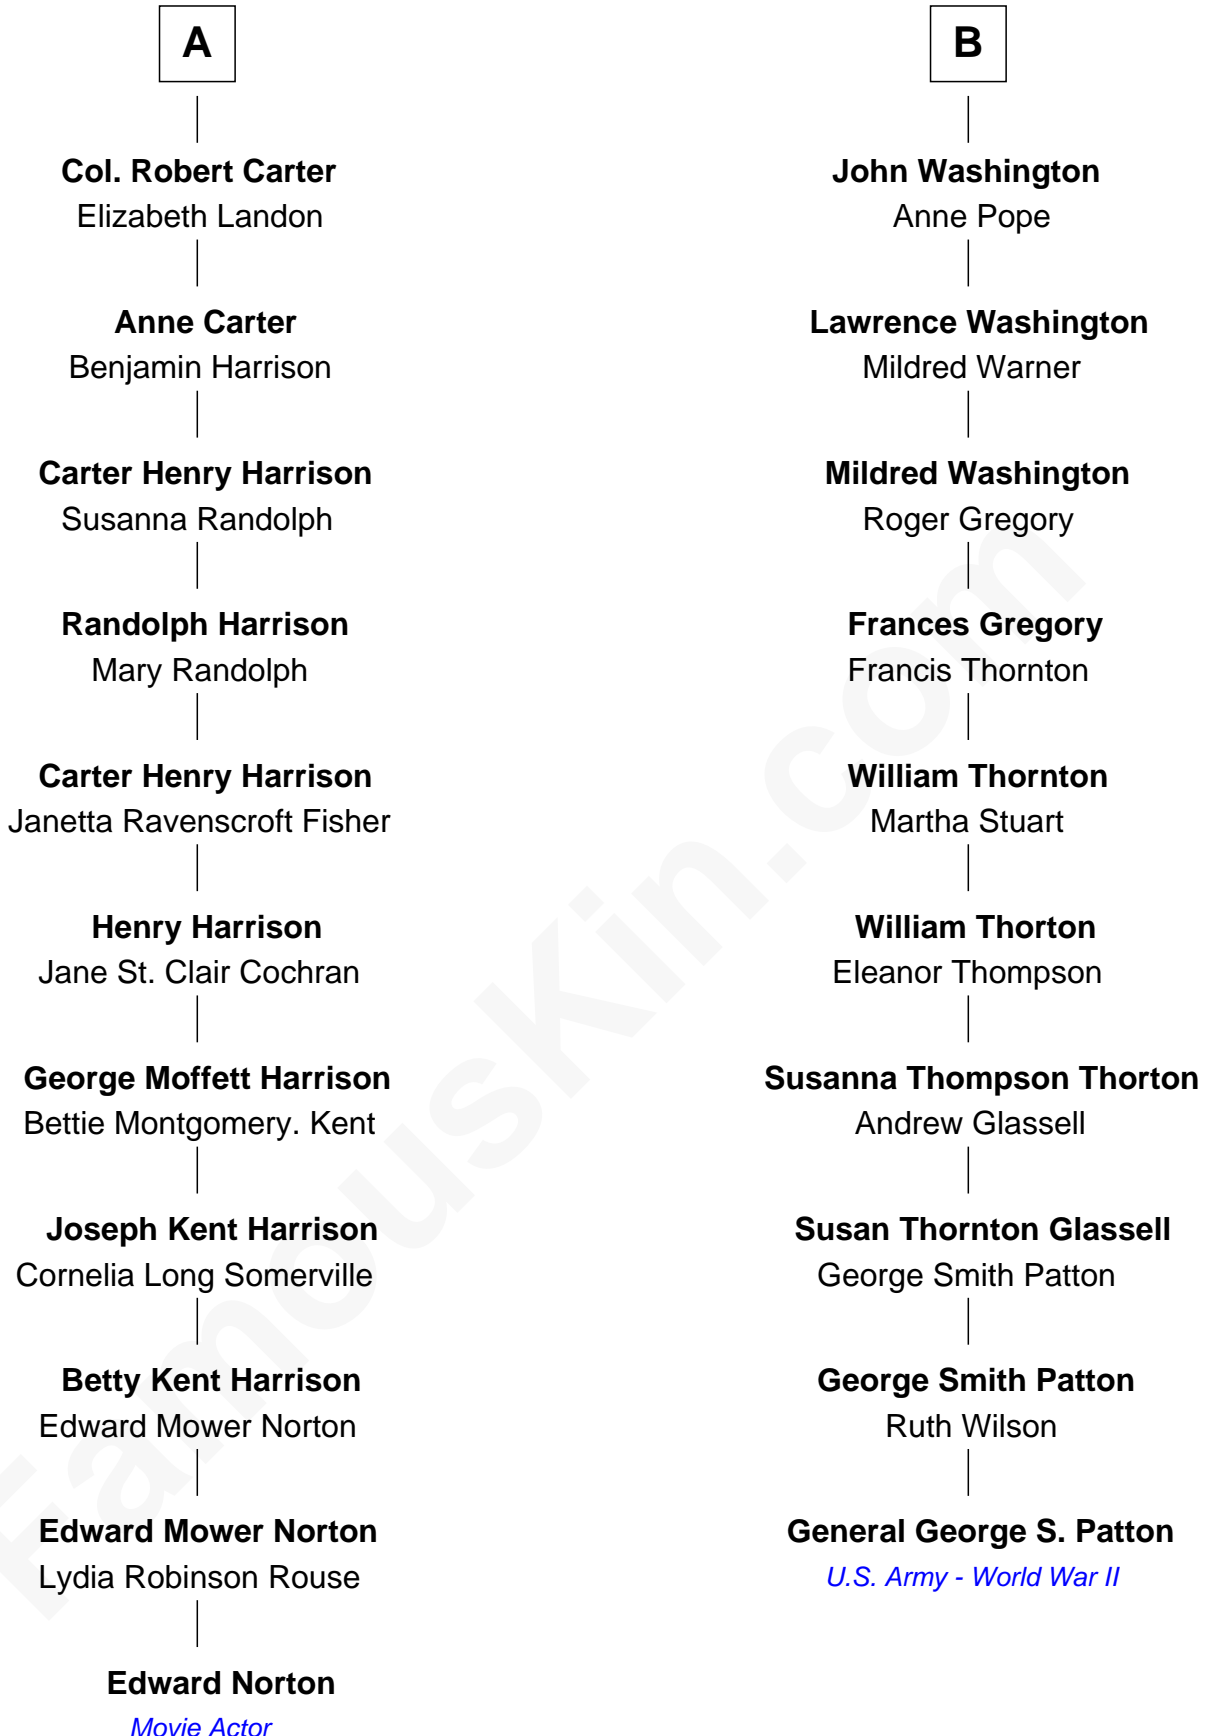 A
Col. Robert Carter
Elizabeth Landon
Anne Carter
Benjamin Harrison
Carter Henry Harrison
Susanna Randolph
Randolph Harrison
Mary Randolph
Carter Henry Harrison
Janetta Ravenscroft Fisher
Henry Harrison
Jane St. Clair Cochran
George Moffett Harrison
Bettie Montgomery. Kent
Joseph Kent Harrison
Cornelia Long Somerville
Betty Kent Harrison
Edward Mower Norton
Edward Mower Norton
Lydia Robinson Rouse
Edward Norton
Movie Actor
B
John Washington
Anne Pope
Lawrence Washington
Mildred Warner
Mildred Washington
Roger Gregory
Frances Gregory
Francis Thornton
William Thornton
Martha Stuart
William Thorton
Eleanor Thompson
Susanna Thompson Thorton
Andrew Glassell
Susan Thornton Glassell
George Smith Patton
George Smith Patton
Ruth Wilson
General George S. Patton
U.S. Army - World War II
FamousKin.com